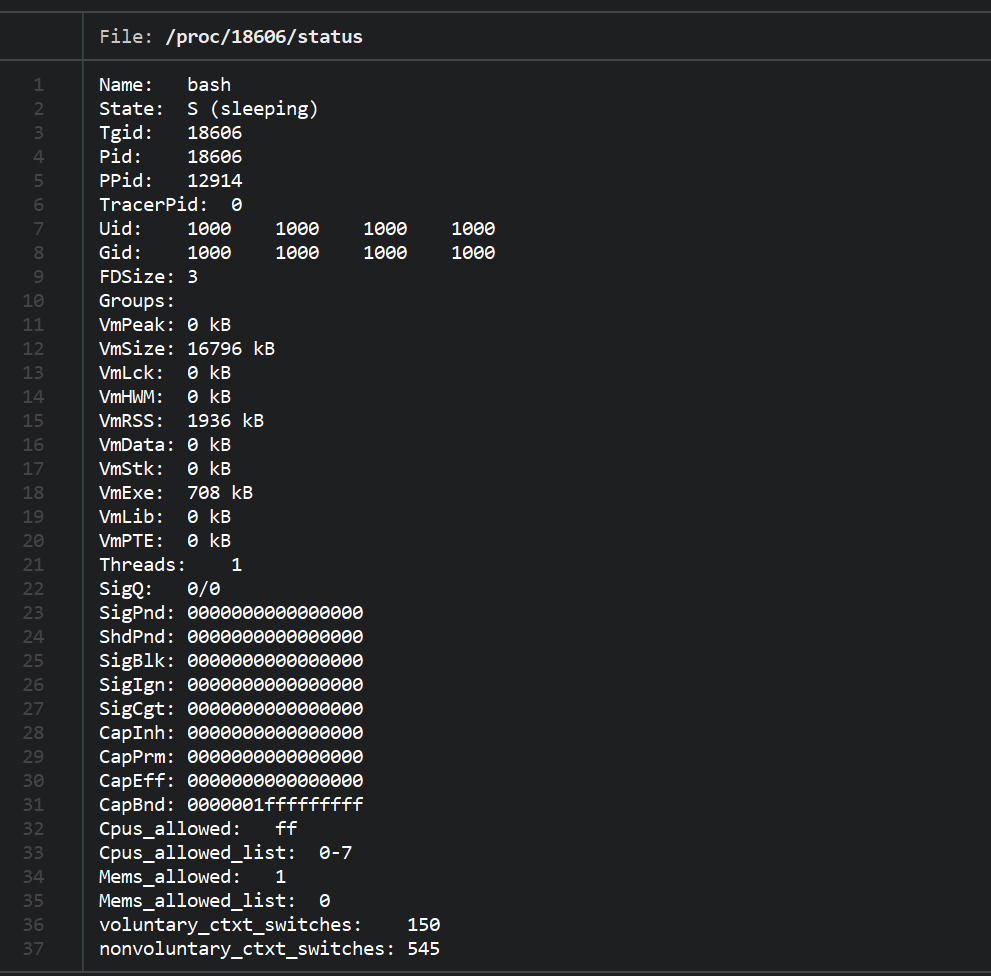 File: /proc/18606/status
1 Name: bash
2 State: S (sleeping)
3 Tgid: 18606
4 Pid: 18606
5 PPid: 12914
6 TracerPid: 0
7 Uid: 1000 1000 1000 1000
8 Gid: 1000 1000 1000 1000
9 FDSize: 3
10 Groups:
11 VmPeak: 0 kB
12 VmSize: 16796 kB
13 VmLck: 0 kB
14 VmHWM: 0 kB
15 VmRSS: 1936 kB
16 VmData: 0 kB
17 VmStk: 0 kB
18 VmExe: 708 kB
19 VmLib: 0 kB
20 VmPTE: 0 kB
21 Threads: 1
22 SigQ: 0/0
23 SigPnd: 0000000000000000
24 ShdPnd: 0000000000000000
25 SigBlk: 0000000000000000
26 SigIgn: 0000000000000000
27 SigCgt: 0000000000000000
28 CapInh: 0000000000000000
29 CapPrm: 0000000000000000
30 CapEff: 0000000000000000
31 CapBnd: 0000001fffffffff
32 Cpus_allowed: ff
33 Cpus_allowed_list: 0-7
34 Mems_allowed: 1
35 Mems_allowed_list: 0
36 voluntary_ctxt_switches: 150
37 nonvoluntary_ctxt_switches: 545